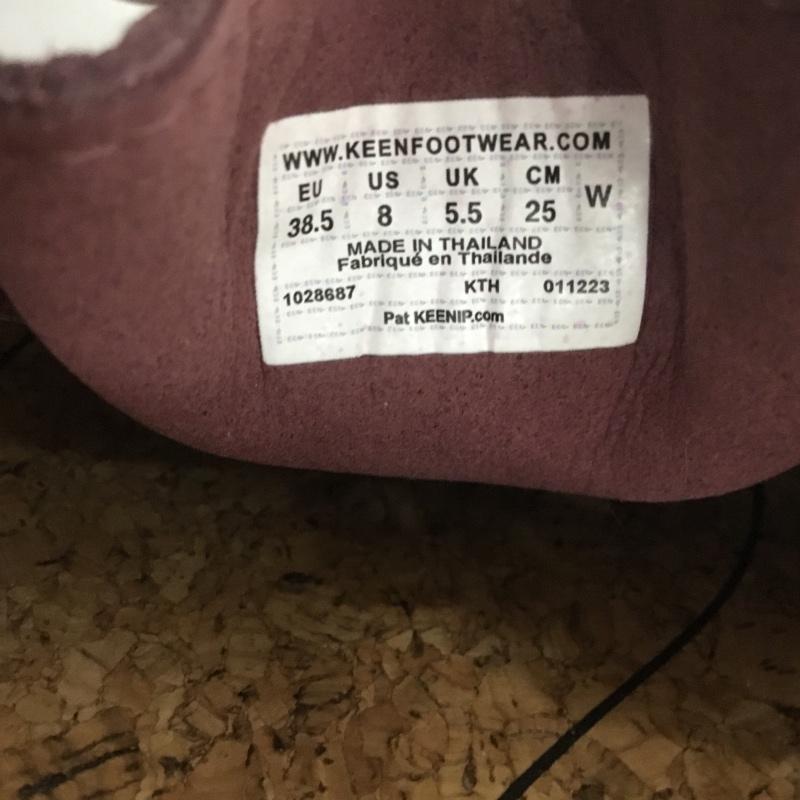 WWW.KEENFOOTWEAR.COM
EU US UK CM W
38.5 8 5.5 25
MADE IN THAILAND
Fabriqué en Thailande
1028687 KTH 011223
Pat KEENIP.com